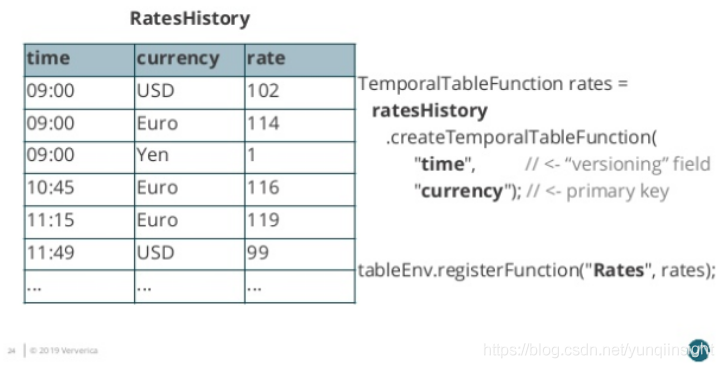 RatesHistory
time currency rate
09:00 USD 102
09:00 Euro 114
09:00 Yen 1
10:45 Euro 116
11:15 Euro 119
11:49 USD 99
... ... ...
TemporalTableFunction rates =
ratesHistory
.createTemporalTableFunction(
"time", // <- “versioning” field
"currency"); // <- primary key
tableEnv.registerFunction("Rates", rates);
24 | © 2019 Ververica
https://blog.csdn.net/yunqiinsight